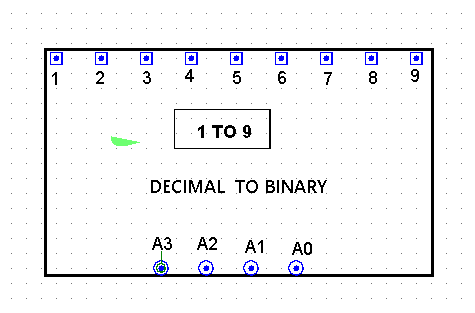 1 2 3 4 5 6 7 8 9
1 TO 9
DECIMAL TO BINARY
A3 A2 A1 A0